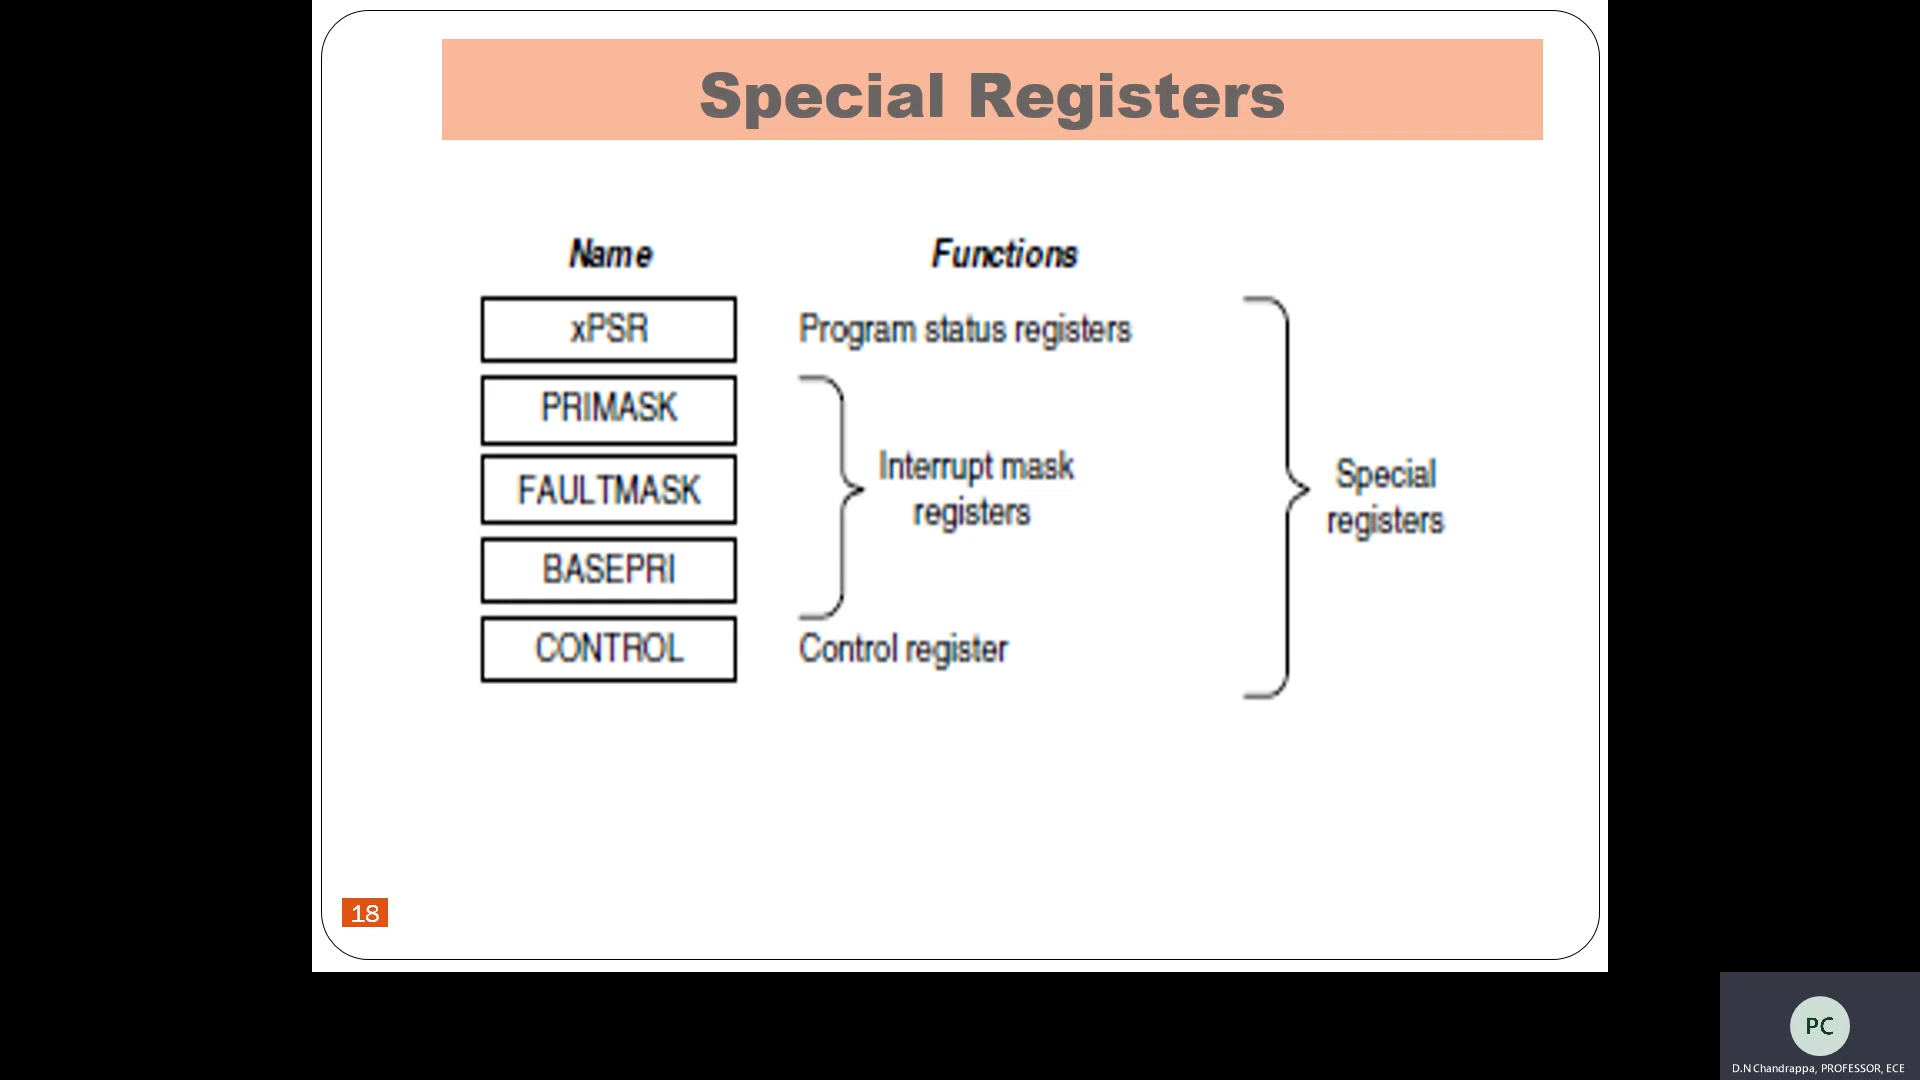 Special Registers
Name Functions
xPSR Program status registers
PRIMASK
FAULTMASK
BASEPRI
Interrupt mask
registers
CONTROL Control register
Special
registers
18
PC
D.N Chandrappa, PROFESSOR, ECE